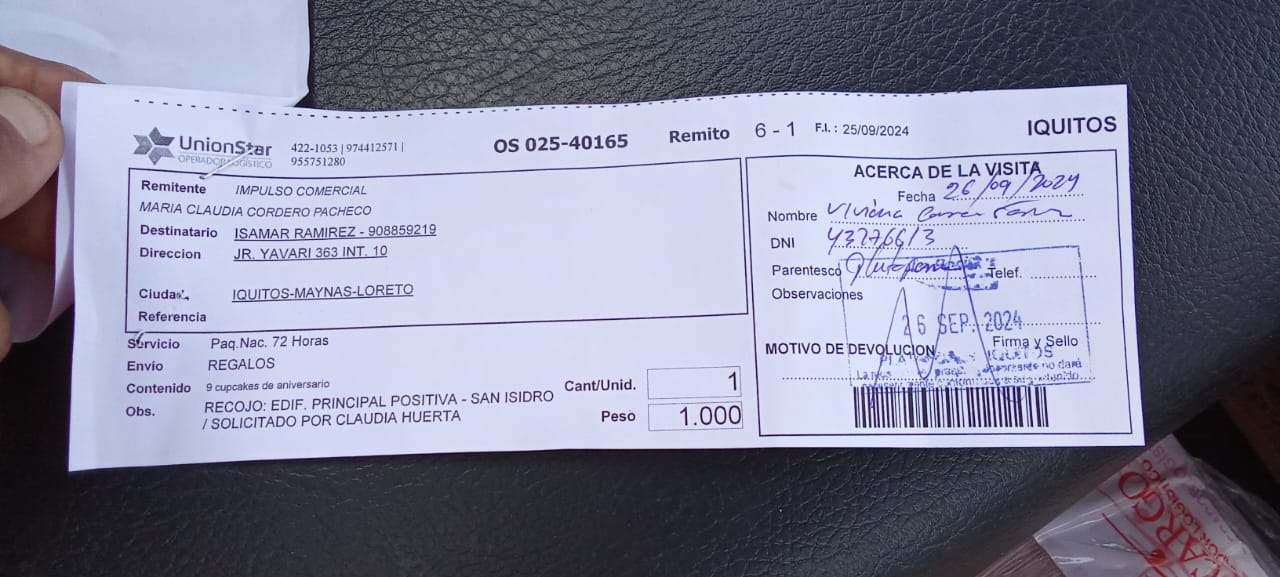 UnionStar
OPERADOR LOGÍSTICO
422-1053 | 974412571 |
955751280
OS 025-40165
Remito 6 - 1
F.I. : 25/09/2024
IQUITOS
Remitente IMPULSO COMERCIAL
MARIA CLAUDIA CORDERO PACHECO
Destinatario ISAMAR RAMIREZ - 908859219
Direccion JR. YAVARI 363 INT. 10
Ciudad IQUITOS-MAYNAS-LORETO
Referencia
Servicio Paq.Nac. 72 Horas
Envío REGALOS
Contenido 9 cupcakes de aniversario
Obs. RECOJO: EDIF. PRINCIPAL POSITIVA - SAN ISIDRO
/ SOLICITADO POR CLAUDIA HUERTA
Cant/Unid. 1
Peso 1.000
ACERCA DE LA VISITA
Fecha 26/09/2024
Nombre Viviana
DNI 43276613
Parentesco
Telef.
Observaciones
26 SEP. 2024
MOTIVO DE DEVOLUCION
Firma y Sello
IQUITOS